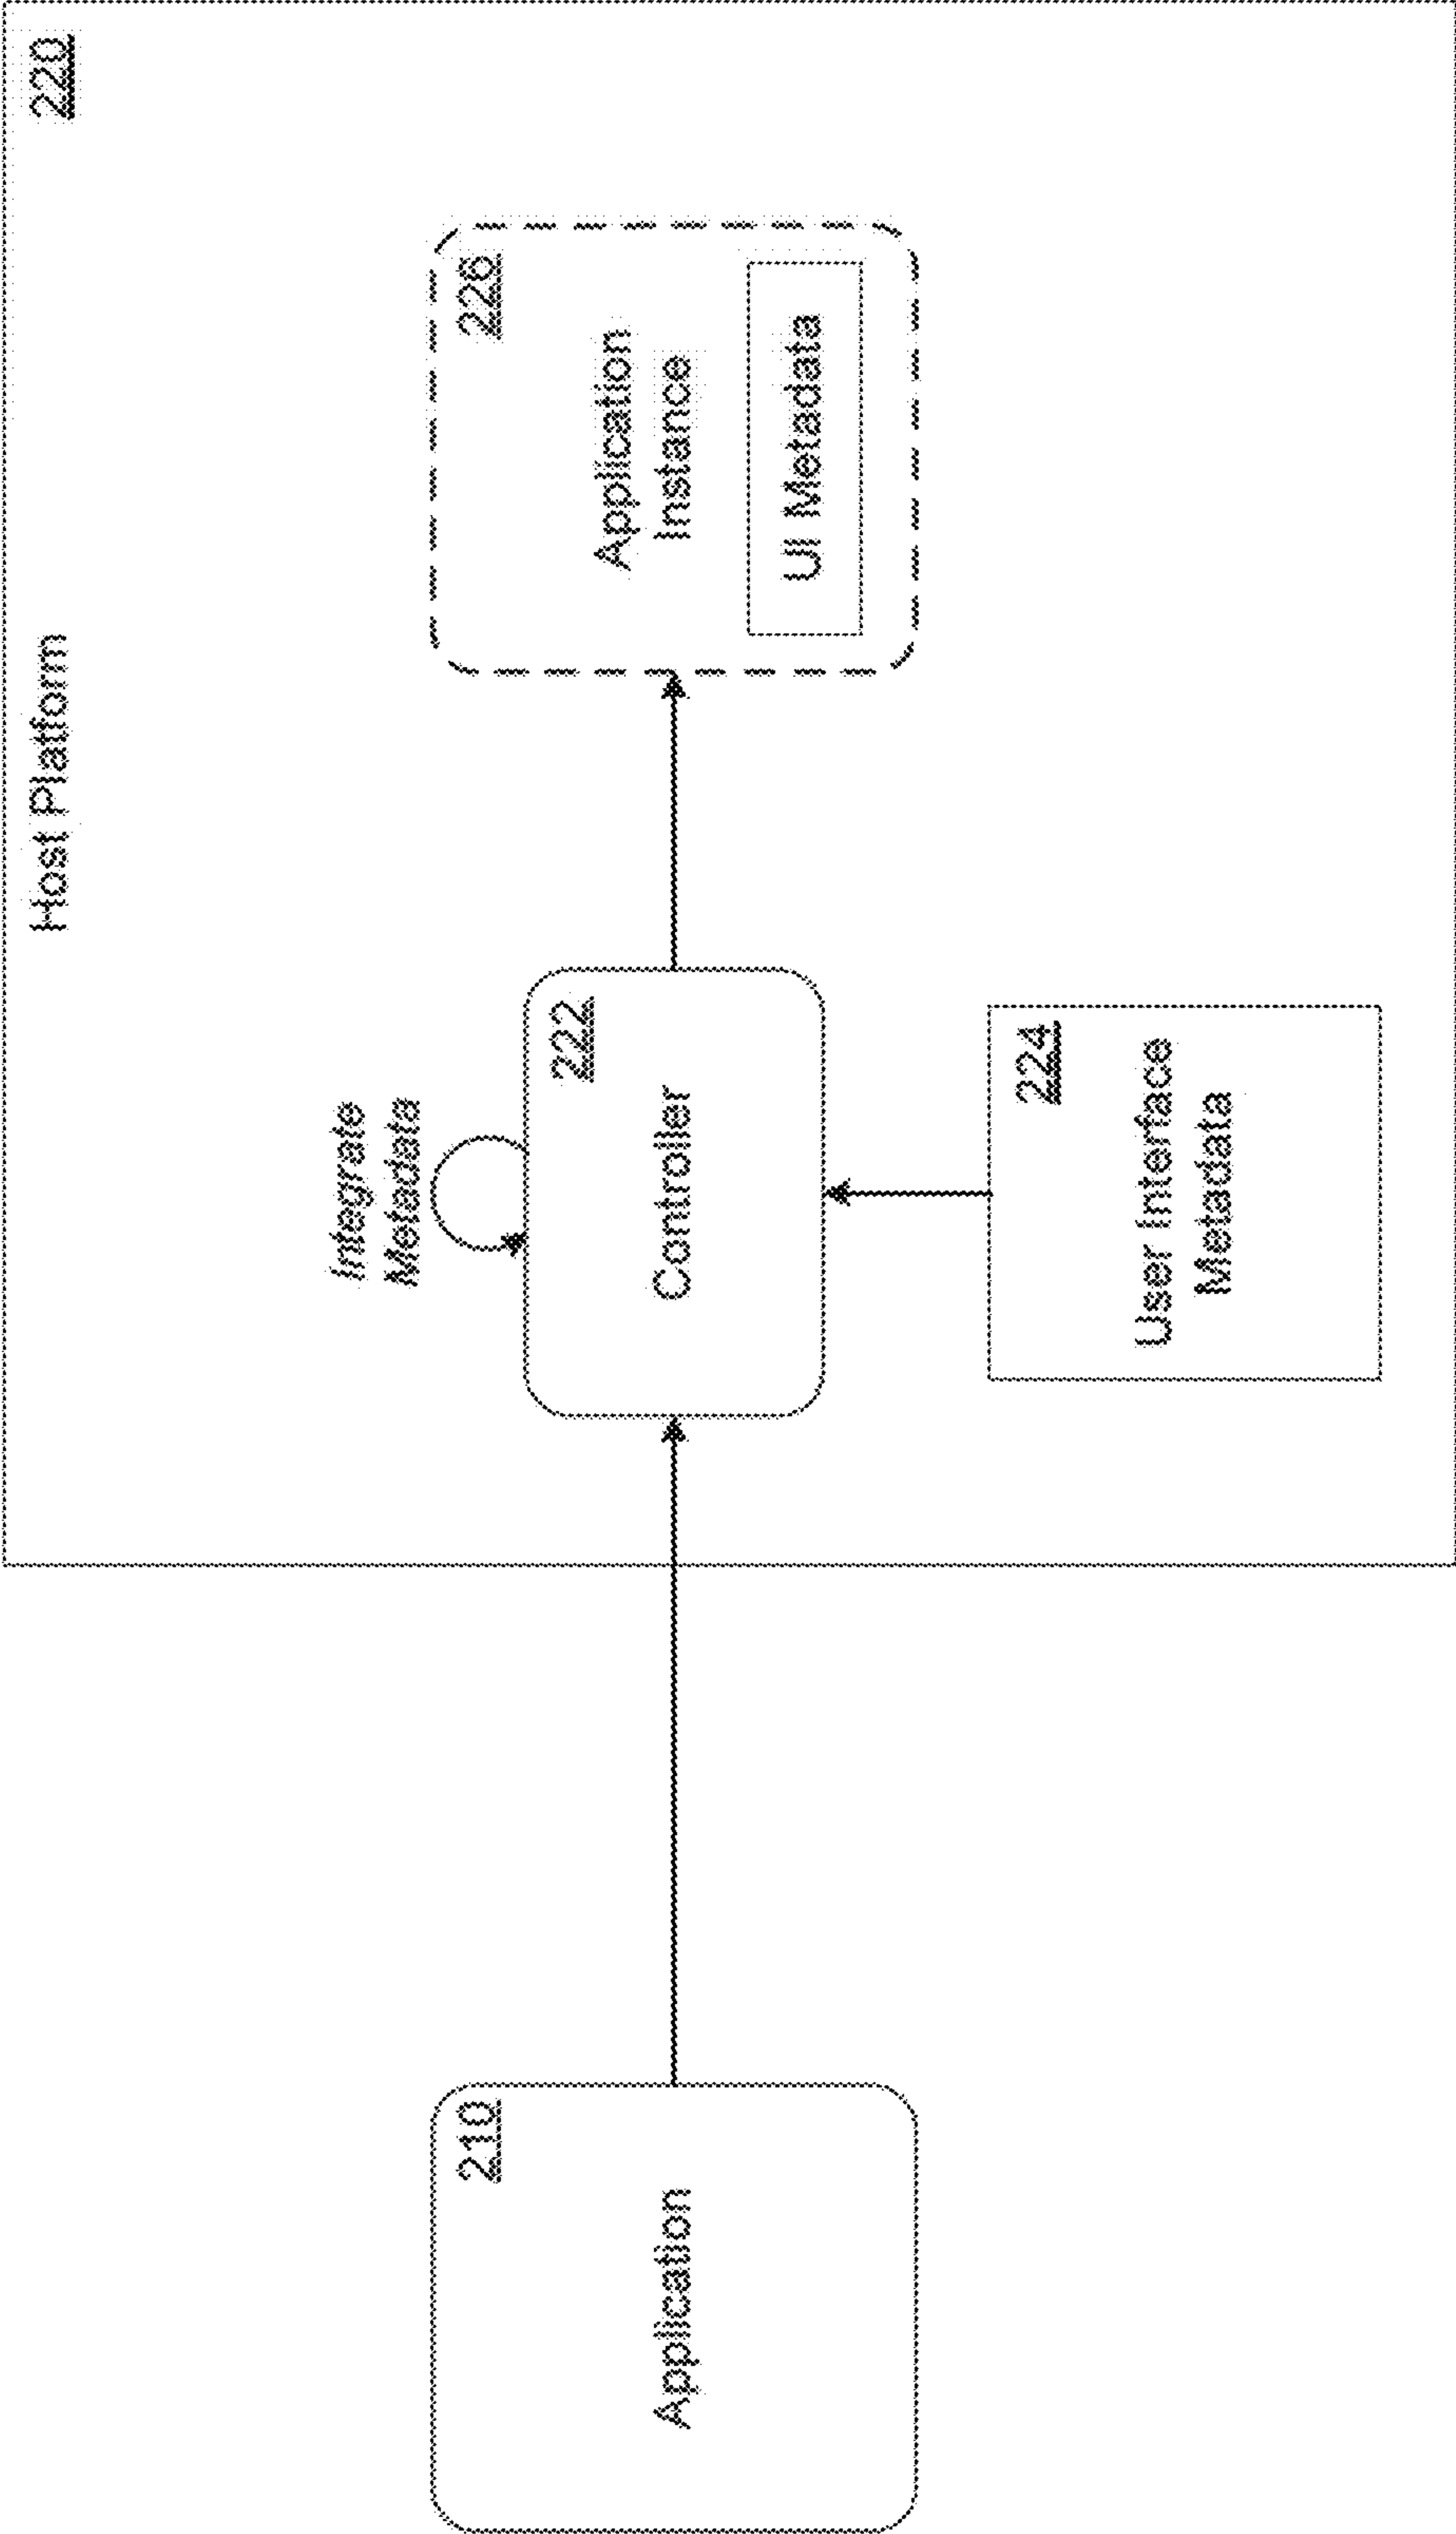 Host Platform
220
Integrate
Metadata
210
Application
222
Controller
226
Application
Instance
UI Metadata
224
User Interface
Metadata